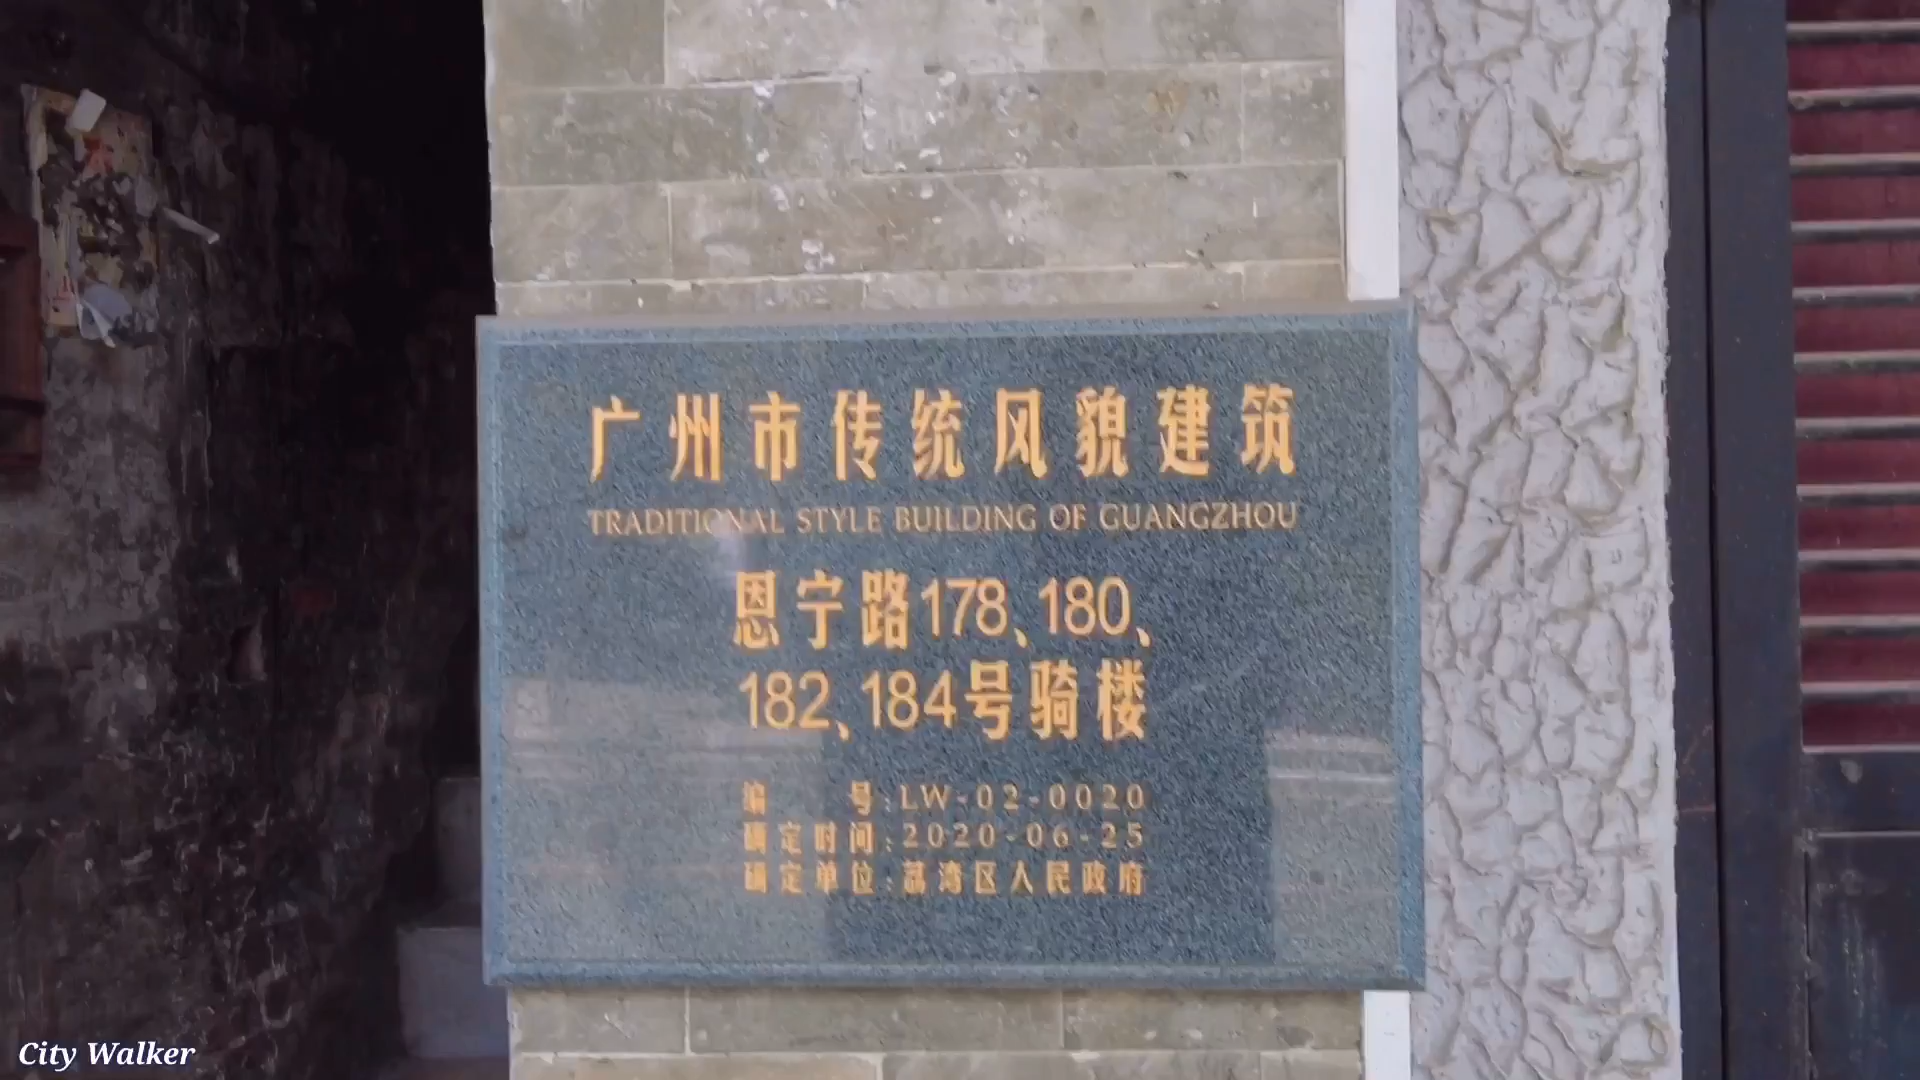 广州市传统风貌建筑
TRADITIONAL STYLE BUILDING OF GUANGZHOU
恩宁路178、180、
182、184号骑楼
编 号:LW-02-0020
确定时间:2020-06-25
确定单位:荔湾区人民政府
City Walker